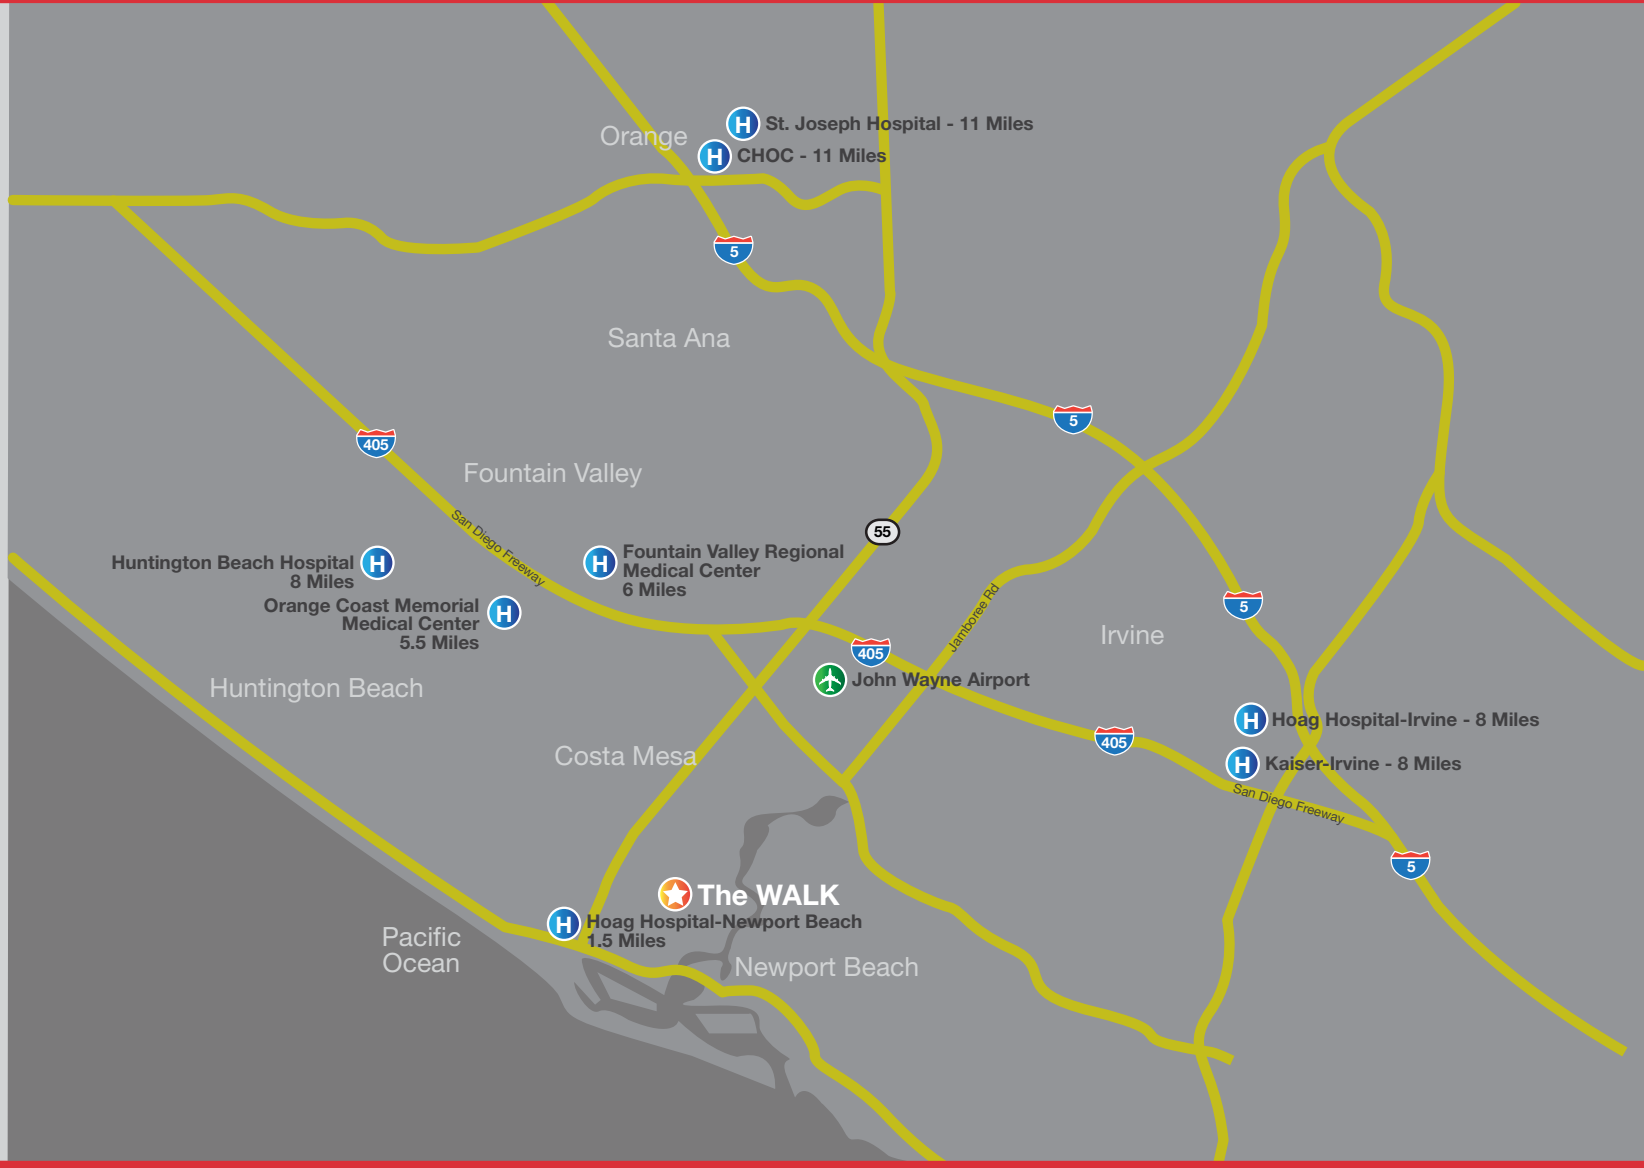 H St. Joseph Hospital - 11 Miles
Orange
H CHOC - 11 Miles
5
Santa Ana
5
405
Fountain Valley
San Diego Freeway
55
Huntington Beach Hospital H
8 Miles
H Fountain Valley Regional
Medical Center
6 Miles
Orange Coast Memorial H
Medical Center
5.5 Miles
Jamboree Rd
5
Irvine
405
John Wayne Airport
Huntington Beach
H Hoag Hospital-Irvine - 8 Miles
405
Costa Mesa
H Kaiser-Irvine - 8 Miles
San Diego Freeway
5
The WALK
H Hoag Hospital-Newport Beach
1.5 Miles
Pacific
Ocean
Newport Beach